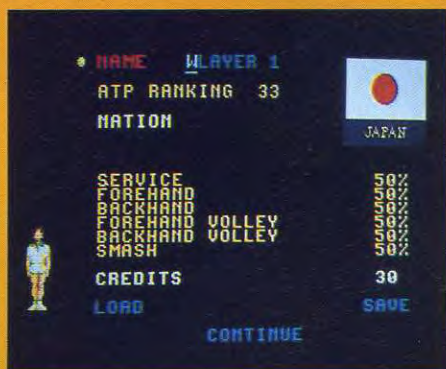 NAME WLAYER 1
ATP RANKING 33
NATION
JAPAN
SERVICE 50%
FOREHAND 50%
BACKHAND 50%
FOREHAND VOLLEY 50%
BACKHAND VOLLEY 50%
SMASH 50%
CREDITS 30
LOAD SAVE
CONTINUE